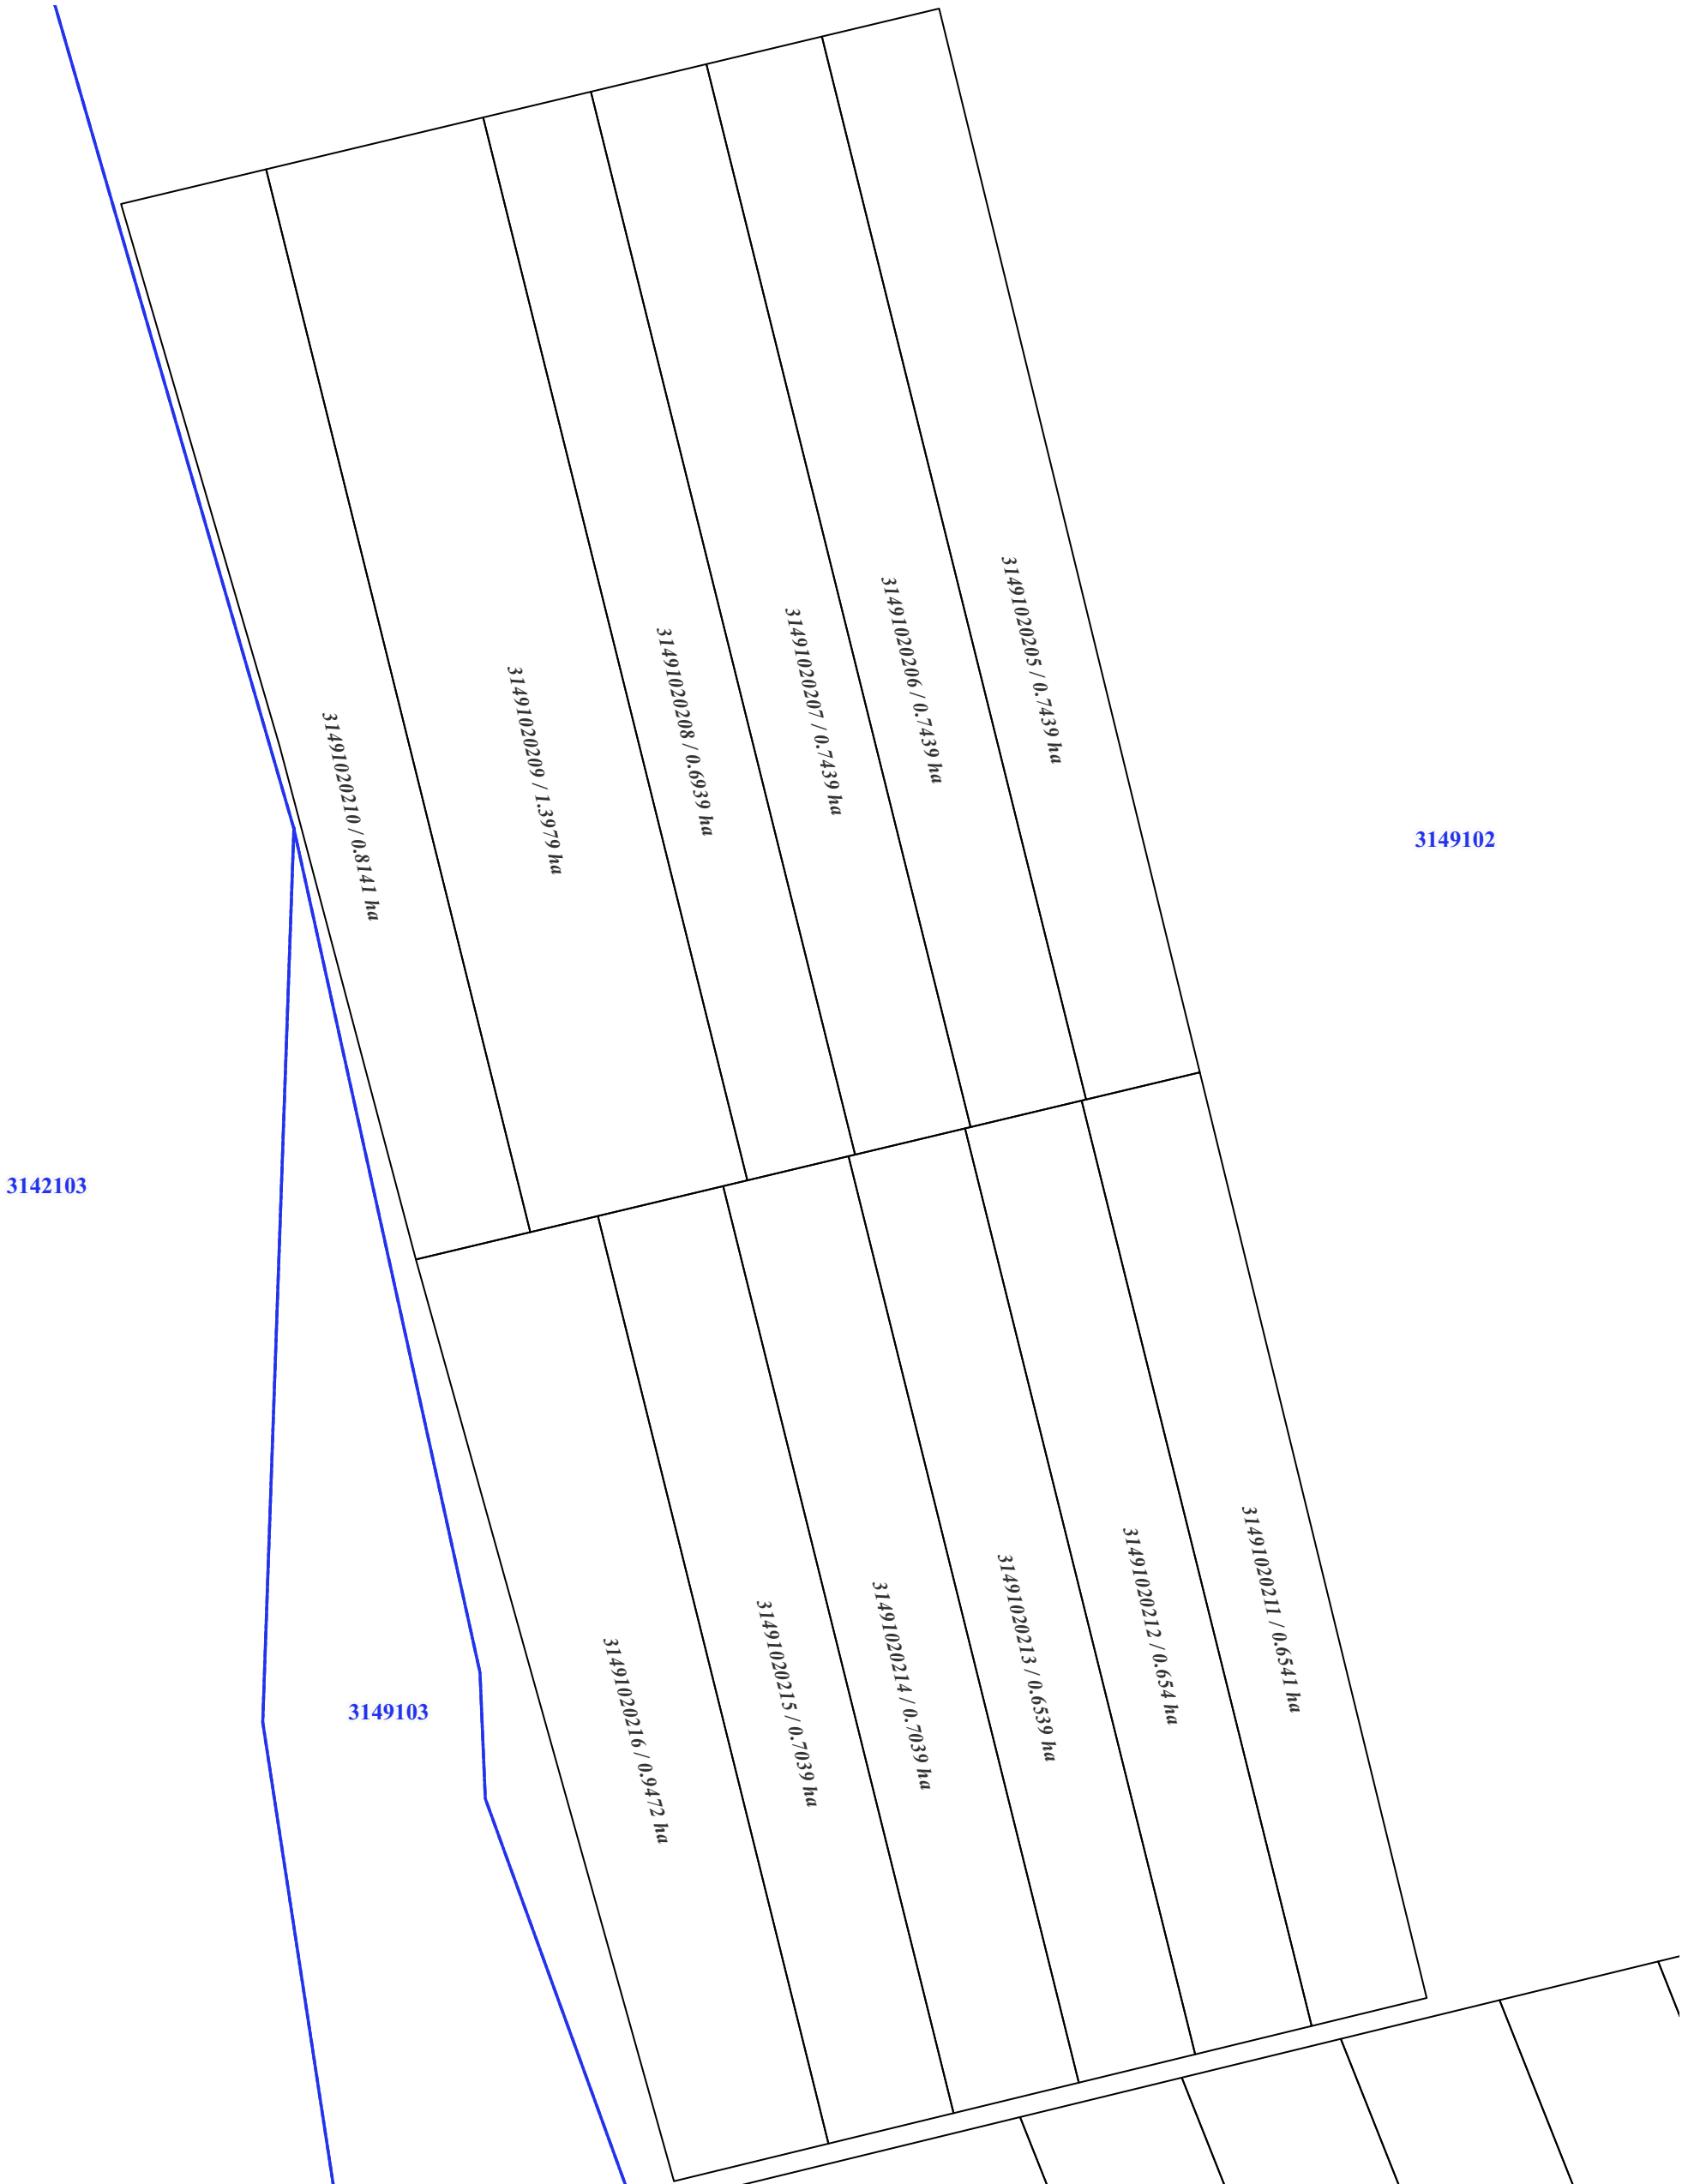 31491020205 / 0.7439 ha
31491020206 / 0.7439 ha
31491020207 / 0.7439 ha
31491020208 / 0.6939 ha
31491020209 / 1.3979 ha
31491020210 / 0.8141 ha
3149102
3142103
31491020211 / 0.6541 ha
31491020212 / 0.654 ha
31491020213 / 0.6539 ha
31491020214 / 0.7039 ha
31491020215 / 0.7039 ha
31491020216 / 0.9472 ha
3149103